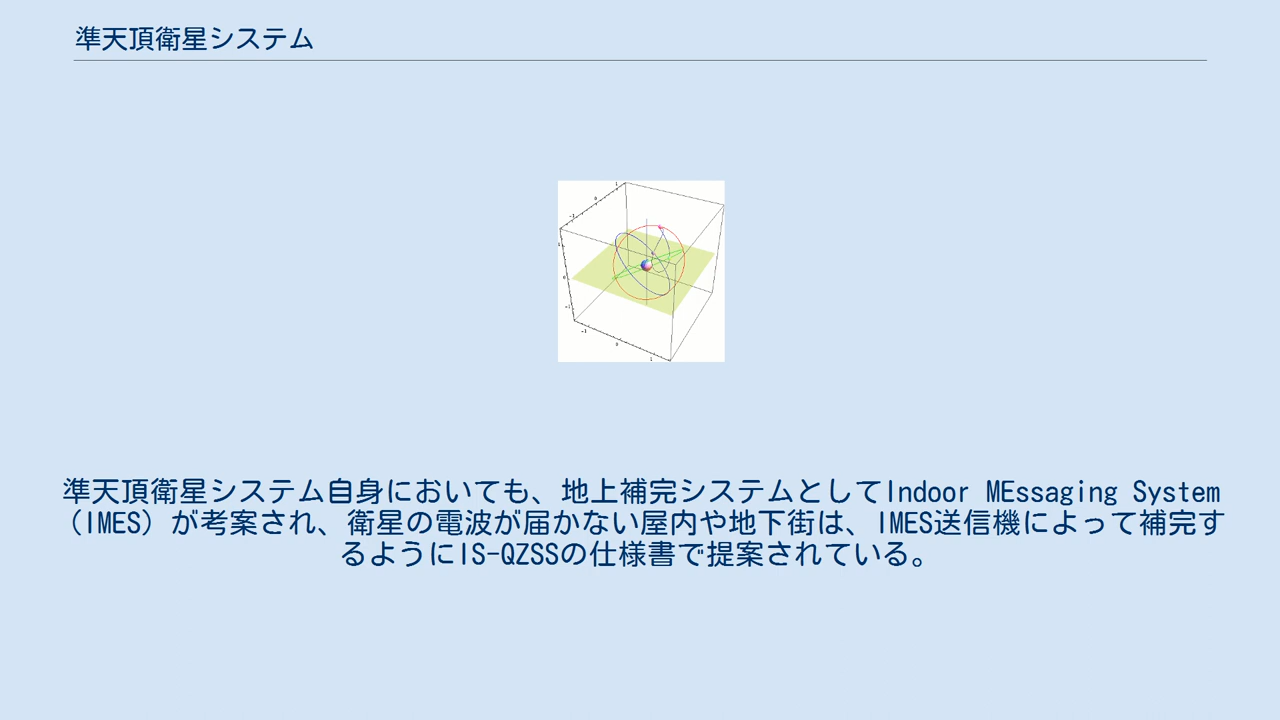 準天頂衛星システム
準天頂衛星システム自身においても、地上補完システムとしてIndoor MEssaging System
（IMES）が考案され、衛星の電波が届かない屋内や地下街は、IMES送信機によって補完す
るようにIS-QZSSの仕様書で提案されている。